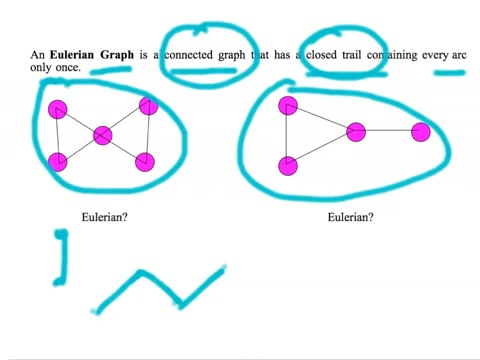 An Eulerian Graph is a connected graph that has a closed trail containing every arc
only once.
Eulerian?
Eulerian?